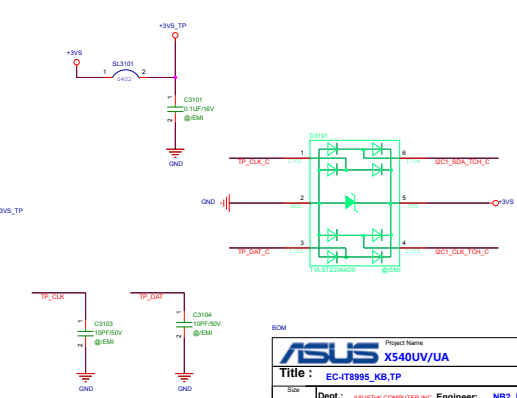 +3VS_TP
+3VS
SL3101
1 2
0402
1
C3101
0.1UF/16V
@/EMI
2
GND
D3101
TP_CLK_C 1 6 I2C1_SDA_TCH_C
GND 2 5 +3VS
+3VS_TP
TP_DAT_C 3 4 I2C1_CLK_TCH_C
TVLST2304AD0 @/EMI
TP_CLK
TP_DAT
1
C3103
10PF/50V
@/EMI
2
GND
1
C3104
10PF/50V
@/EMI
2
GND
BOM
ASUS
Project Name
X540UV/UA
Title :
EC-IT8995_KB,TP
Size
Dept.: ASUSTeK COMPUTER INC Engineer: NB2